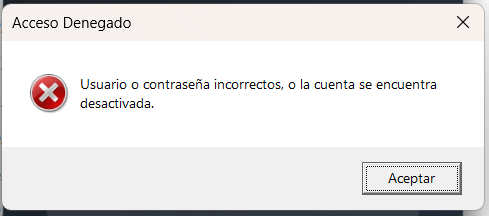 Acceso Denegado
Usuario o contraseña incorrectos, o la cuenta se encuentra
desactivada.
Aceptar